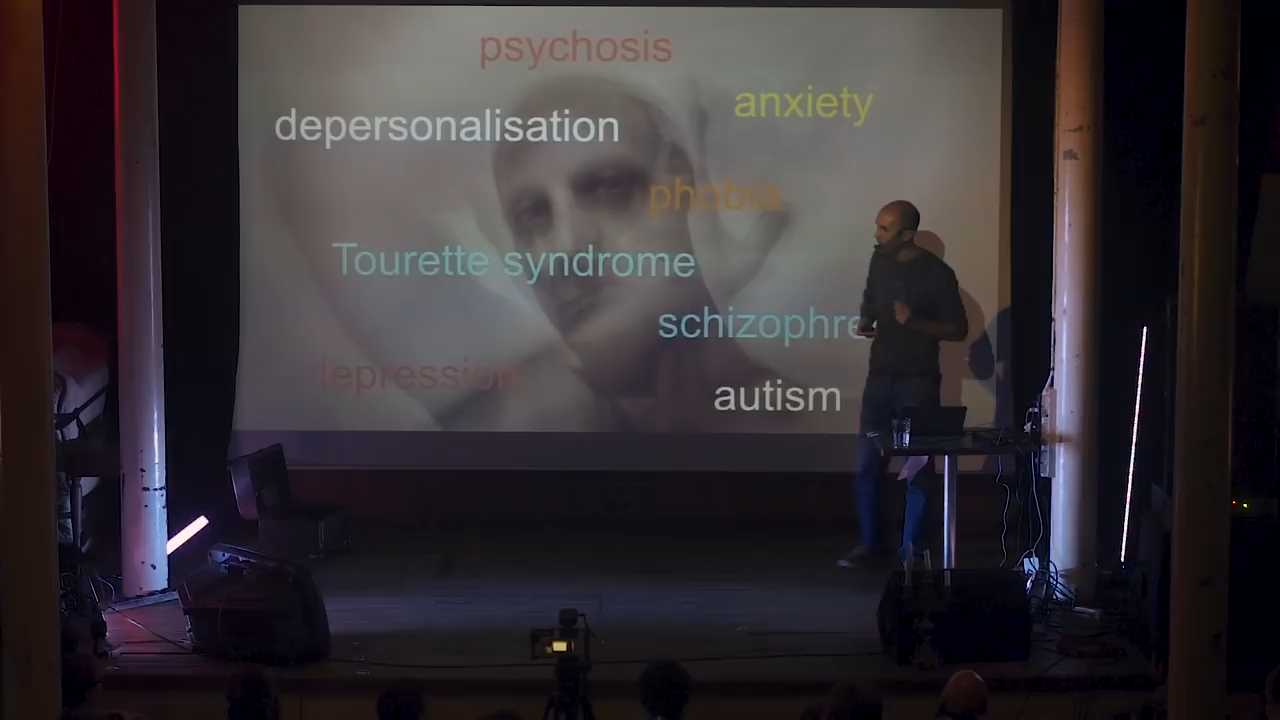 psychosis
anxiety
depersonalisation
phobia
Tourette syndrome
schizophre
depression
autism